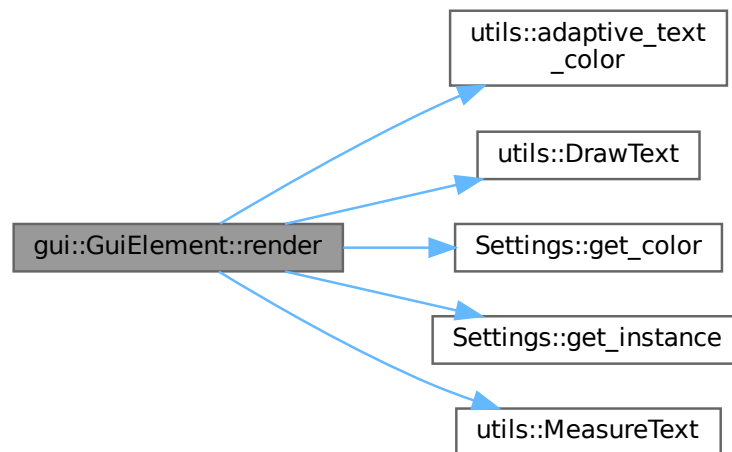 utils::adaptive_text
_color
utils::DrawText
gui::GuiElement::render
Settings::get_color
Settings::get_instance
utils::MeasureText